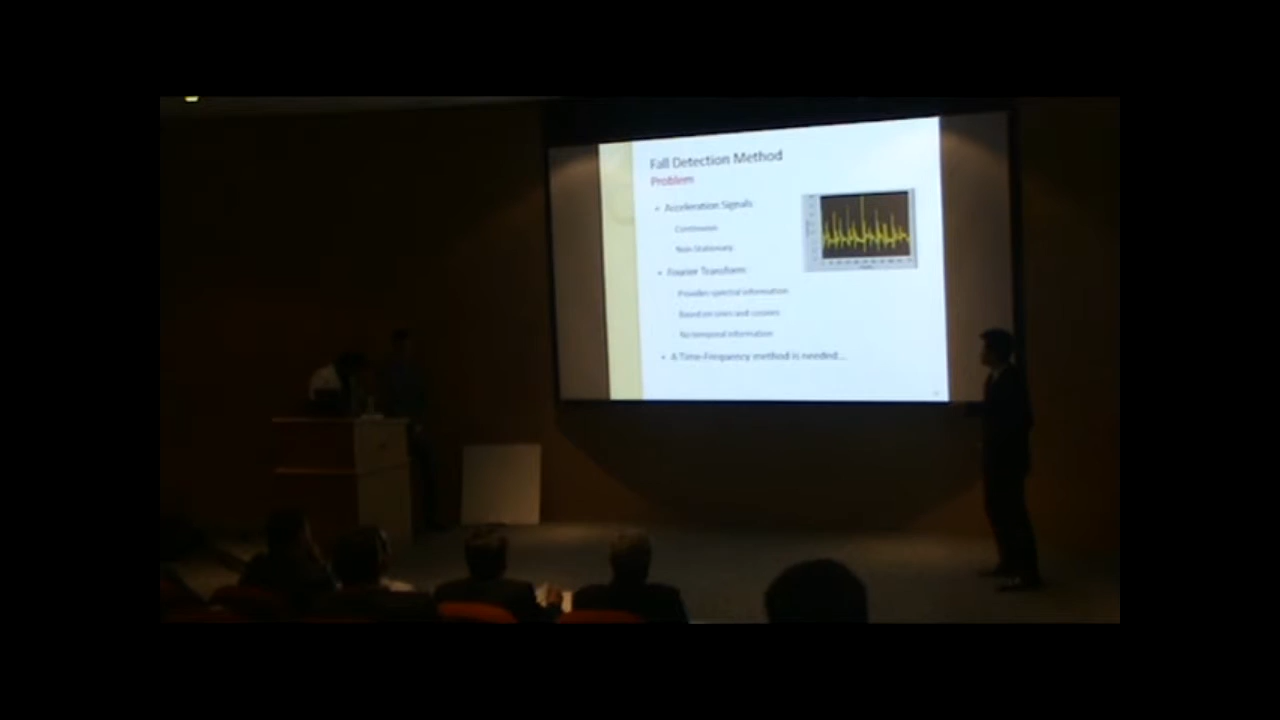 Fall Detection Method
Problem
• Acceleration Signals
Continuous
Non-Stationary
• Fourier Transform:
Provides spectral information
Based on sines and cosines
No temporal information
• A Time-Frequency method is needed...